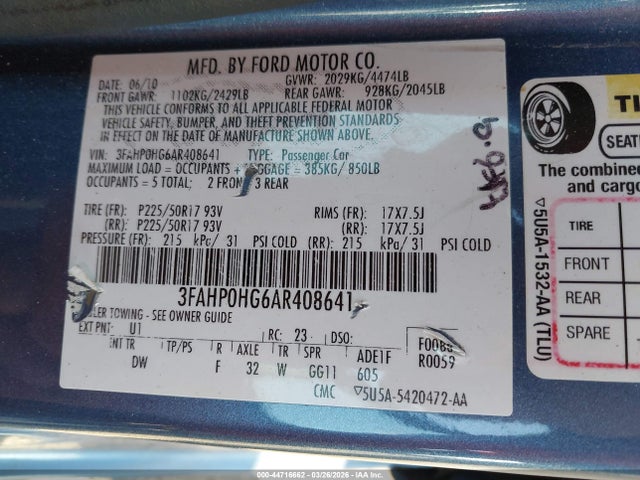 MFD. BY FORD MOTOR CO.
DATE: 06/10 GVWR: 2029KG/4474LB
FRONT GAWR: 1102KG/2429LB REAR GAWR: 928KG/2045LB
THIS VEHICLE CONFORMS TO ALL APPLICABLE FEDERAL MOTOR
VEHICLE SAFETY, BUMPER, AND THEFT PREVENTION STANDARDS
IN EFFECT ON THE DATE OF MANUFACTURE SHOWN ABOVE.
VIN: 3FAHP0HG6AR408641 TYPE: Passenger Car
MAXIMUM LOAD = OCCUPANTS + LUGGAGE = 385KG/850LB
OCCUPANTS = 5 TOTAL: 2 FRONT 3 REAR
TIRE (FR): P225/50R17 93V RIMS (FR): 17X7.5J
(RR): P225/50R17 93V (RR): 17X7.5J
PRESSURE (FR): 215 kPa/ 31 PSI COLD (RR): 215 kPa/ 31 PSI COLD
3FAHP0HG6AR408641
TOWING - SEE OWNER GUIDE
EXT PNT: U1 RC: 23 DSO:
INT TR TP/PS R AXLE TR SPR ADE1F R0059
DW F 32 W GG11 605
CMC ▽5U5A-5420472-AA
SEAT
The combined
and cargo
TIRE
FRONT
REAR
SPARE
▽5U5A-1532-AA (TLU)
000-44716662 03/26/2026 IAA Inc.